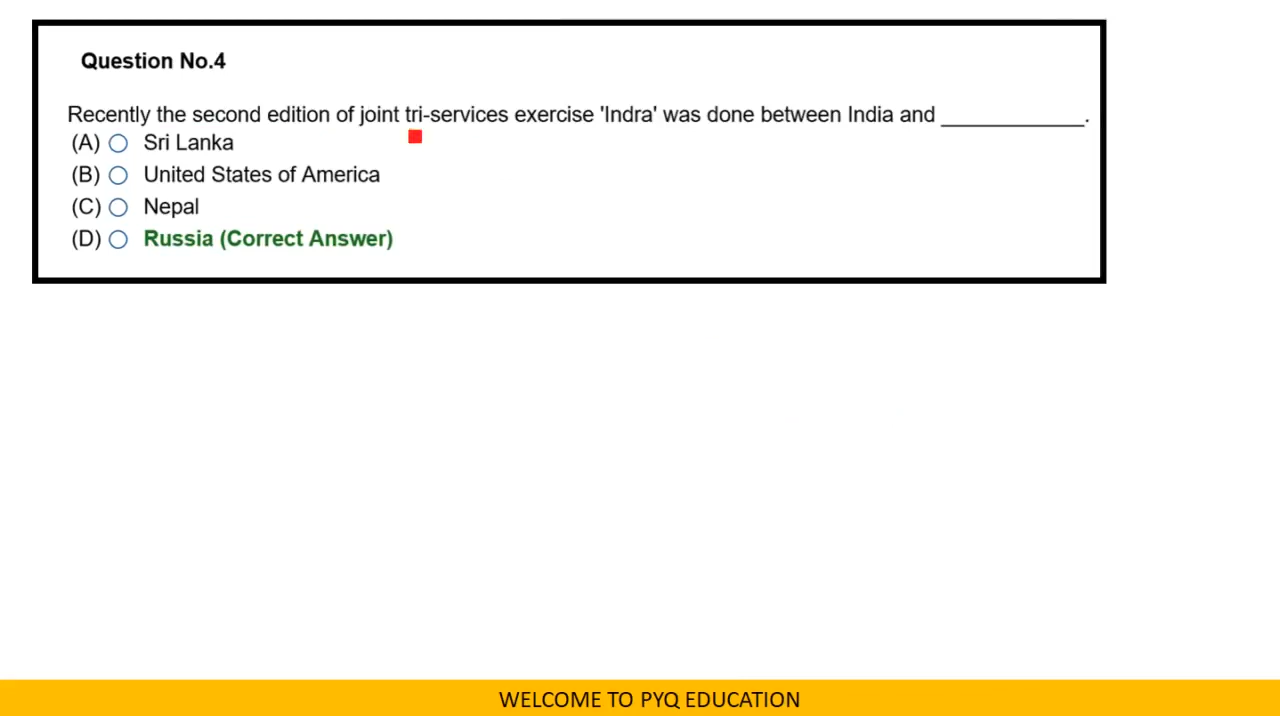 Question No.4
Recently the second edition of joint tri-services exercise 'Indra' was done between India and _____________.
(A) Sri Lanka
(B) United States of America
(C) Nepal
(D) Russia (Correct Answer)
WELCOME TO PYQ EDUCATION